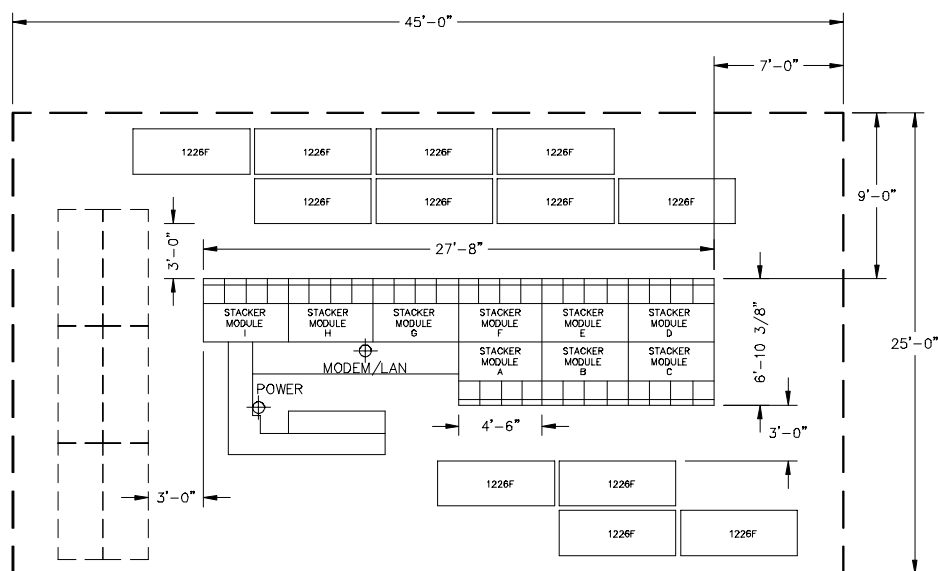 45'-0"
7'-0"
1226F 1226F 1226F 1226F
1226F 1226F 1226F 1226F
9'-0"
3'-0"
27'-8"
STACKER MODULE I
STACKER MODULE H
STACKER MODULE G
STACKER MODULE F
STACKER MODULE E
STACKER MODULE D
6'-10 3/8"
25'-0"
STACKER MODULE A
STACKER MODULE B
STACKER MODULE C
MODEM/LAN
POWER
4'-6"
3'-0"
3'-0"
1226F 1226F
1226F 1226F